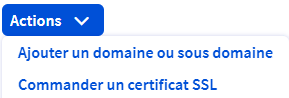 Actions
Ajouter un domaine ou sous domaine
Commander un certificat SSL